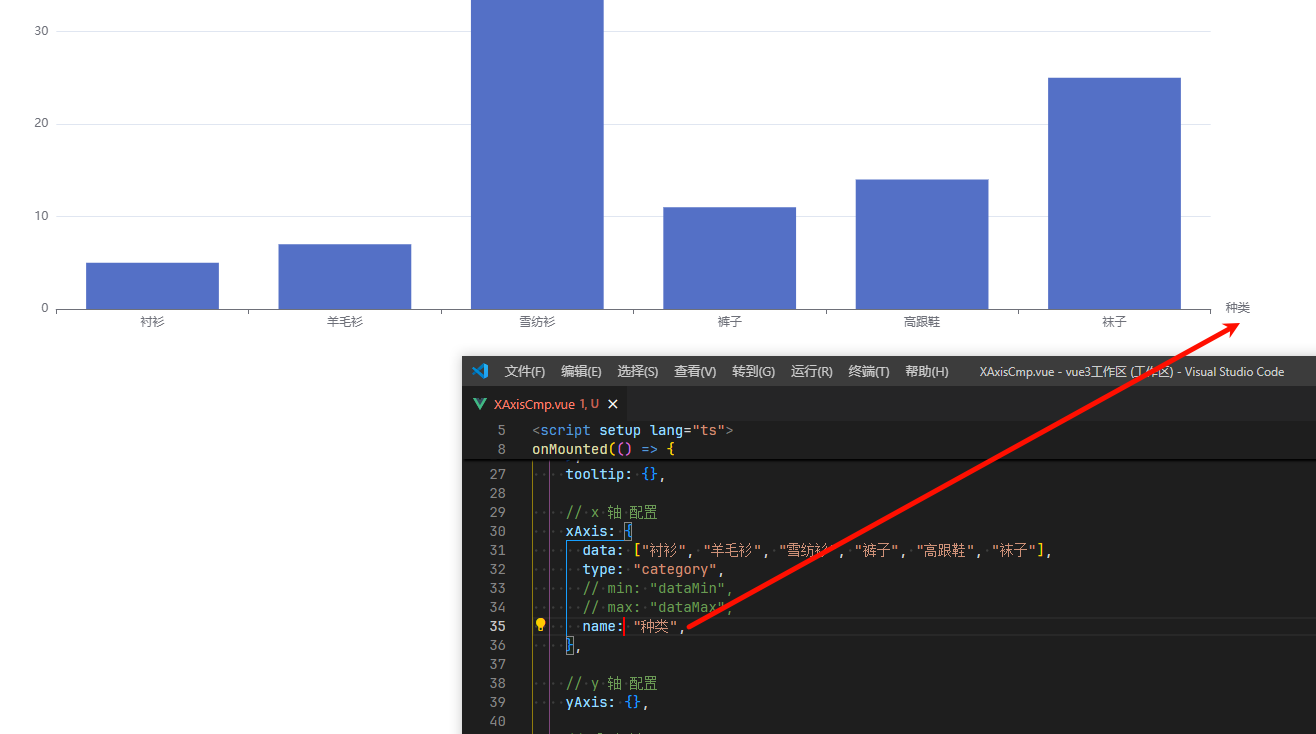 30
20
10
0
衬衫 羊毛衫 雪纺衫 裤子 高跟鞋 袜子 种类
文件(F) 编辑(E) 选择(S) 查看(V) 转到(G) 运行(R) 终端(T) 帮助(H) XAxisCmp.vue - vue3工作区 (工作区) - Visual Studio Code
XAxisCmp.vue 1, U
5 <script setup lang="ts">
8 onMounted(() => {
27 tooltip: {},
28
29 // x 轴 配置
30 xAxis: {
31 data: ["衬衫", "羊毛衫", "雪纺衫", "裤子", "高跟鞋", "袜子"],
32 type: "category",
33 // min: "dataMin",
34 // max: "dataMax",
35 name: "种类",
36 },
37
38 // y 轴 配置
39 yAxis: {},
40